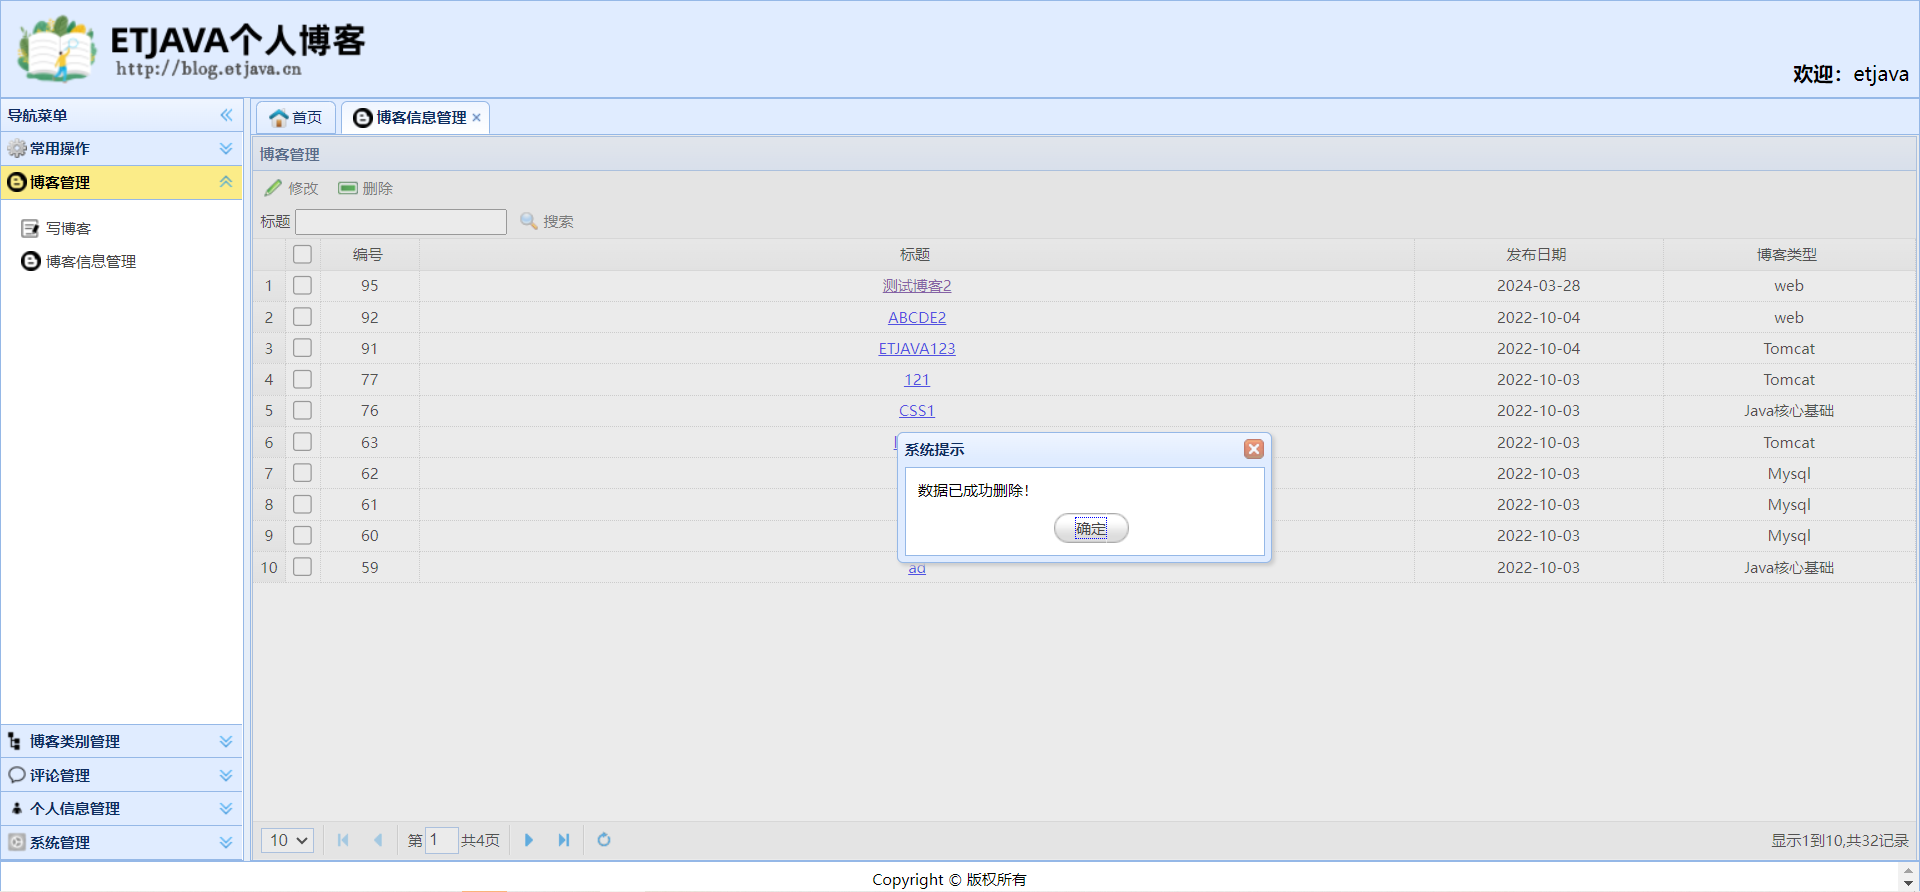 ETJAVA个人博客
http://blog.etjava.cn
欢迎：etjava
导航菜单
常用操作
博客管理
写博客
博客信息管理
博客类别管理
评论管理
个人信息管理
系统管理
首页 博客信息管理
博客管理
修改 删除
标题 搜索
编号 标题 发布日期 博客类型
1 95 测试博客2 2024-03-28 web
2 92 ABCDE2 2022-10-04 web
3 91 ETJAVA123 2022-10-04 Tomcat
4 77 121 2022-10-03 Tomcat
5 76 CSS1 2022-10-03 Java核心基础
6 63 2022-10-03 Tomcat
7 62 2022-10-03 Mysql
8 61 2022-10-03 Mysql
9 60 2022-10-03 Mysql
10 59 ad 2022-10-03 Java核心基础
系统提示
数据已成功删除！
确定
10 第 1 共4页 显示1到10,共32记录
Copyright © 版权所有